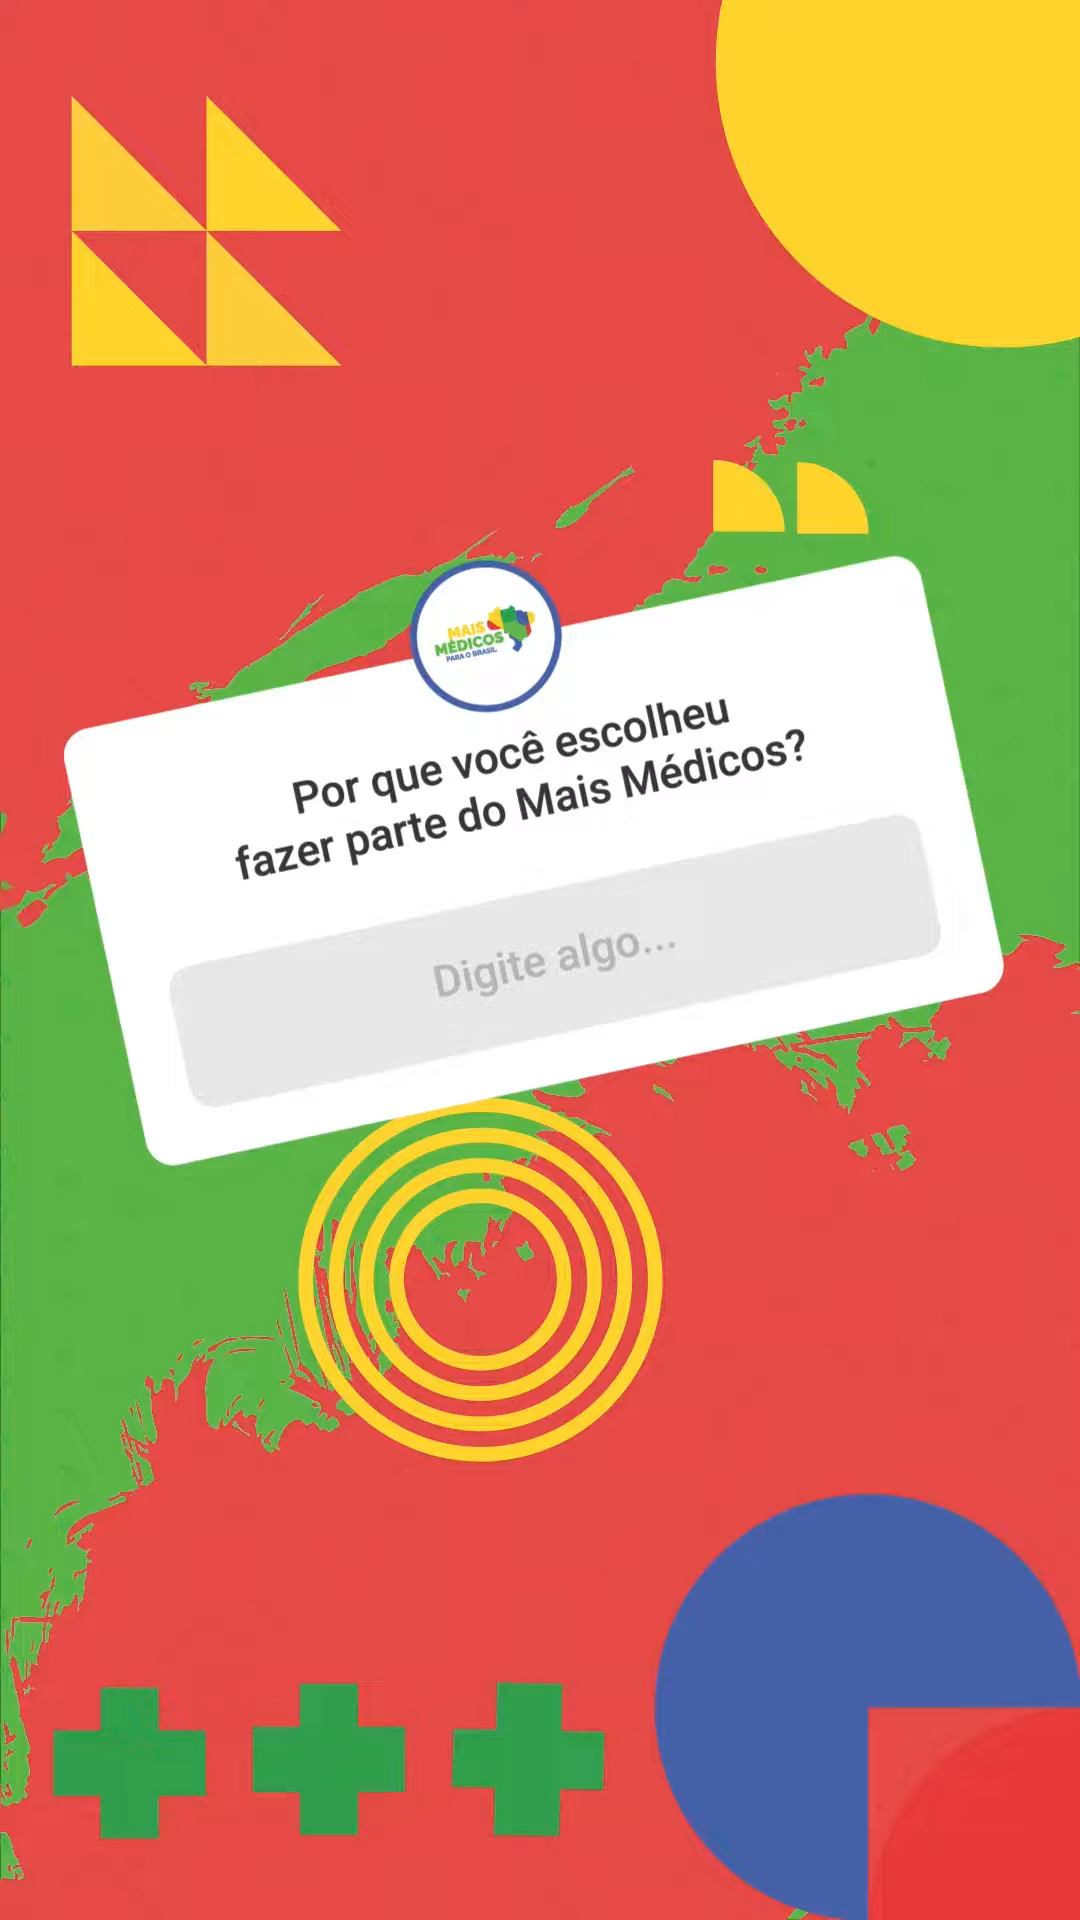 MAIS
MÉDICOS
PARA O BRASIL
Por que você escolheu
fazer parte do Mais Médicos?
Digite algo...